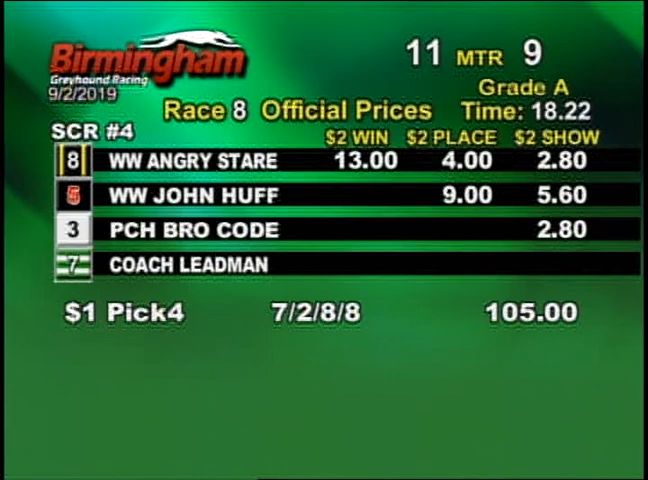 Birmingham
Greyhound Racing
9/2/2019
11 MTR 9
Grade A
Race 8 Official Prices Time: 18.22
SCR #4
$2 WIN $2 PLACE $2 SHOW
8 WW ANGRY STARE 13.00 4.00 2.80
5 WW JOHN HUFF 9.00 5.60
3 PCH BRO CODE 2.80
7 COACH LEADMAN
$1 Pick4 7/2/8/8 105.00